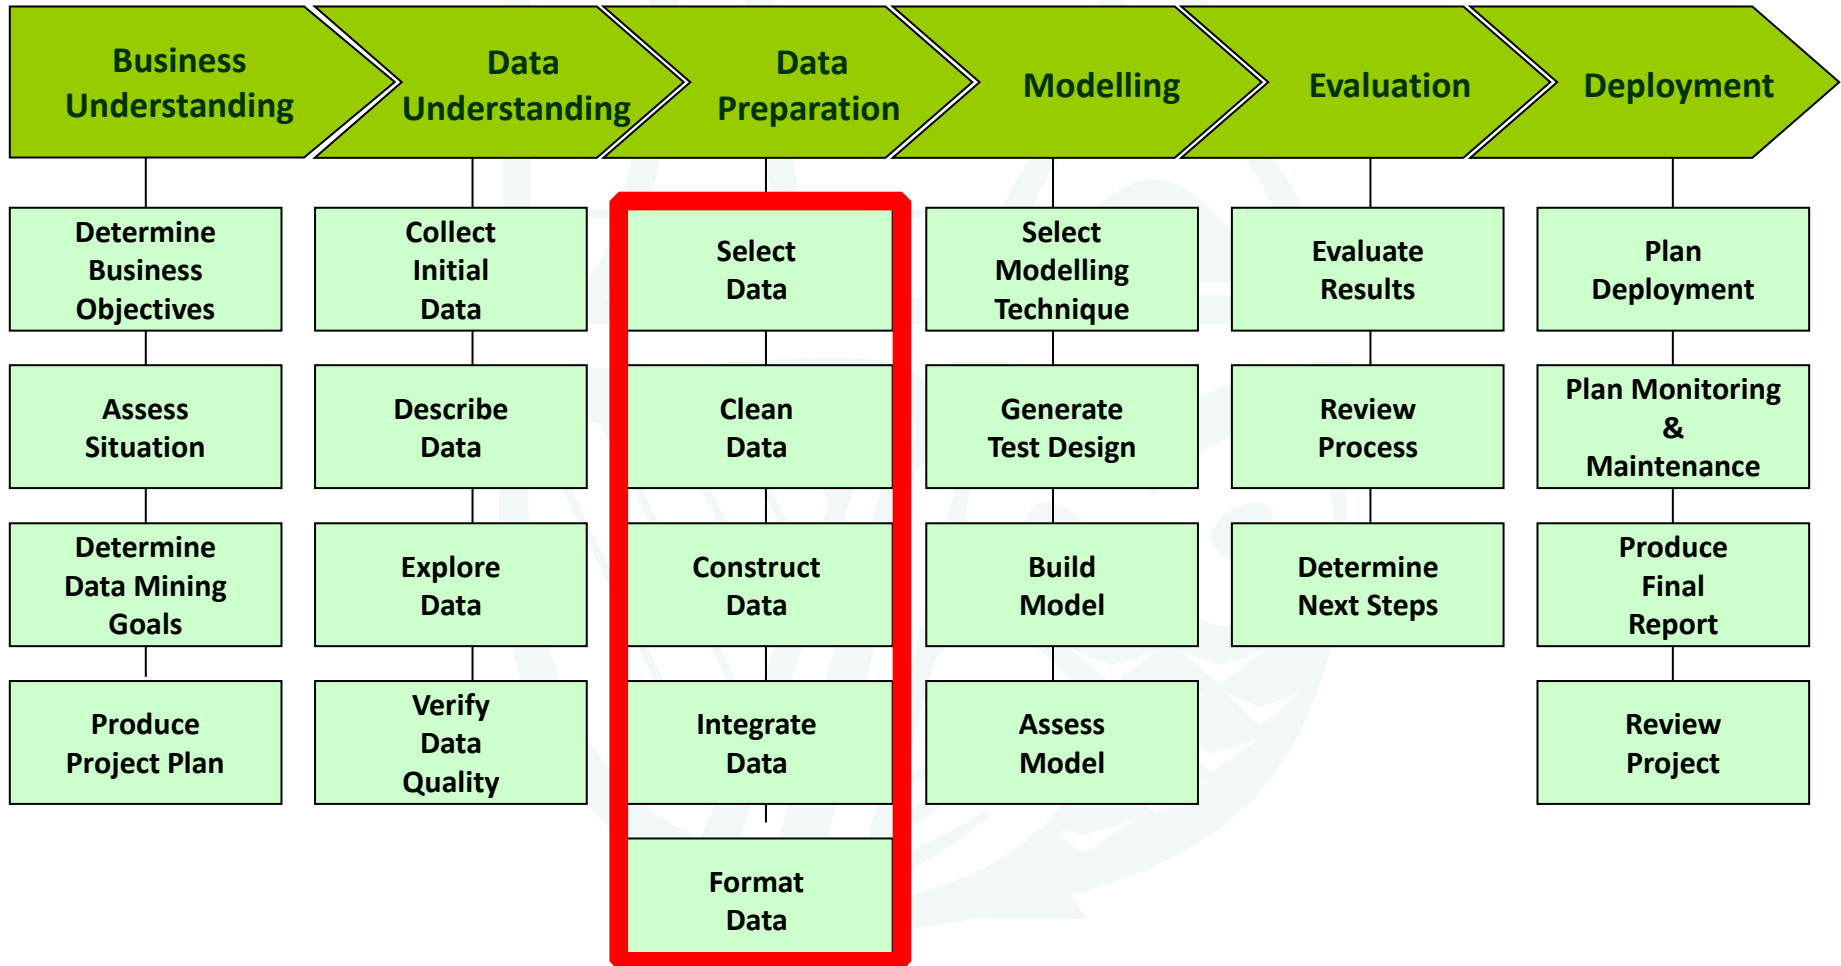 Business
Understanding
Data
Understanding
Data
Preparation
Modelling
Evaluation
Deployment
Determine
Business
Objectives
Assess
Situation
Determine
Data Mining
Goals
Produce
Project Plan
Collect
Initial
Data
Describe
Data
Explore
Data
Verify
Data
Quality
Select
Data
Clean
Data
Construct
Data
Integrate
Data
Format
Data
Select
Modelling
Technique
Generate
Test Design
Build
Model
Assess
Model
Evaluate
Results
Review
Process
Determine
Next Steps
Plan
Deployment
Plan Monitoring
&
Maintenance
Produce
Final
Report
Review
Project